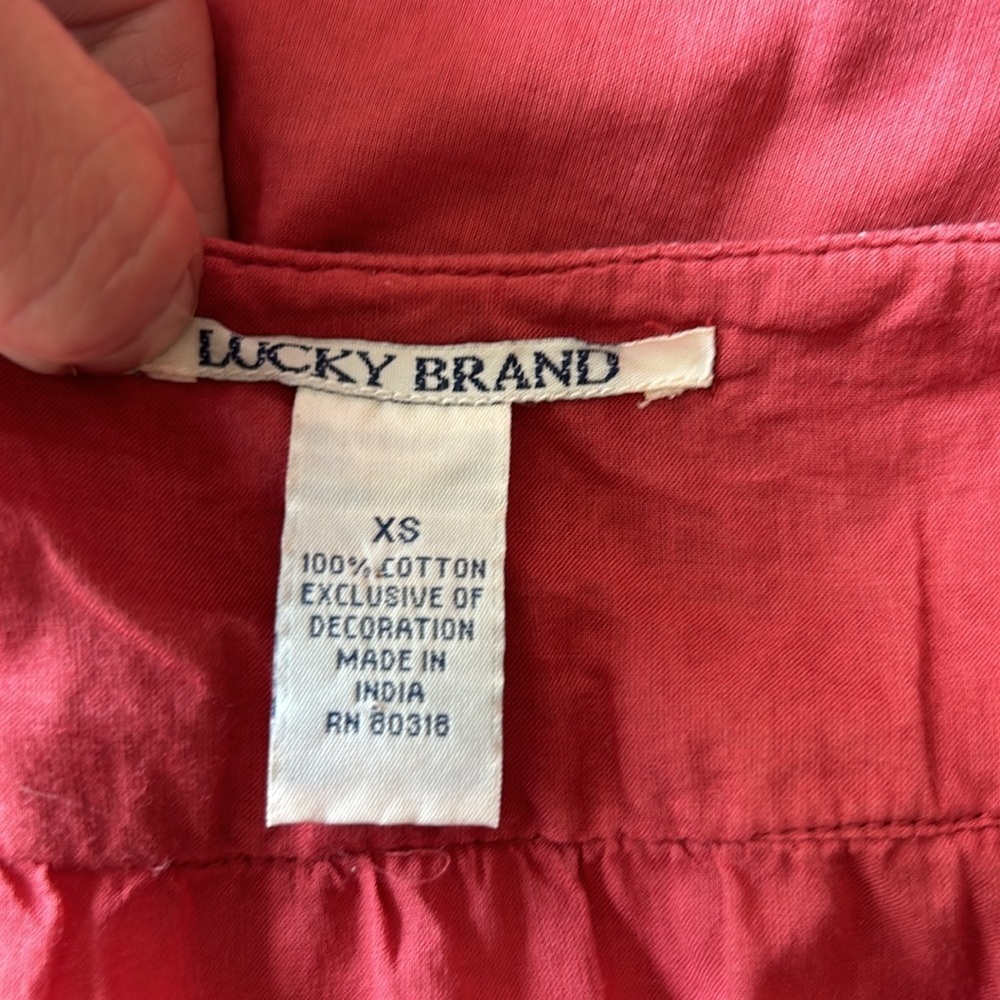 LUCKY BRAND
XS
100% COTTON
EXCLUSIVE OF
DECORATION
MADE IN
INDIA
RN 80318